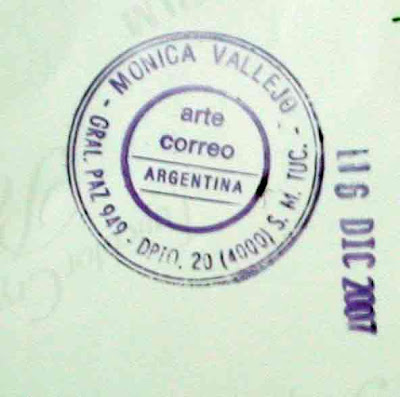 - MONICA VALLEJO -
GRAL. PAZ 949 - DPTO. 20 (4000) S. M. TUC.
arte
correo
ARGENTINA
16 DIC 2007